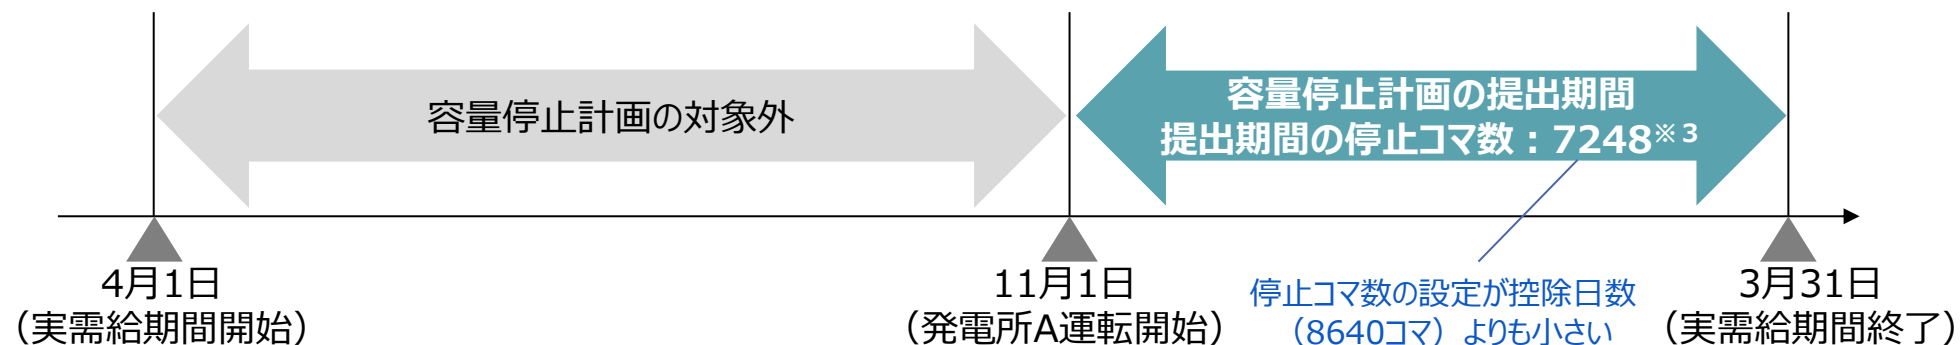 容量停止計画の対象外
容量停止計画の提出期間
提出期間の停止コマ数：7248※３
4月1日
（実需給期間開始）
11月1日
（発電所A運転開始）
停止コマ数の設定が控除日数
（8640コマ）よりも小さい
3月31日
（実需給期間終了）